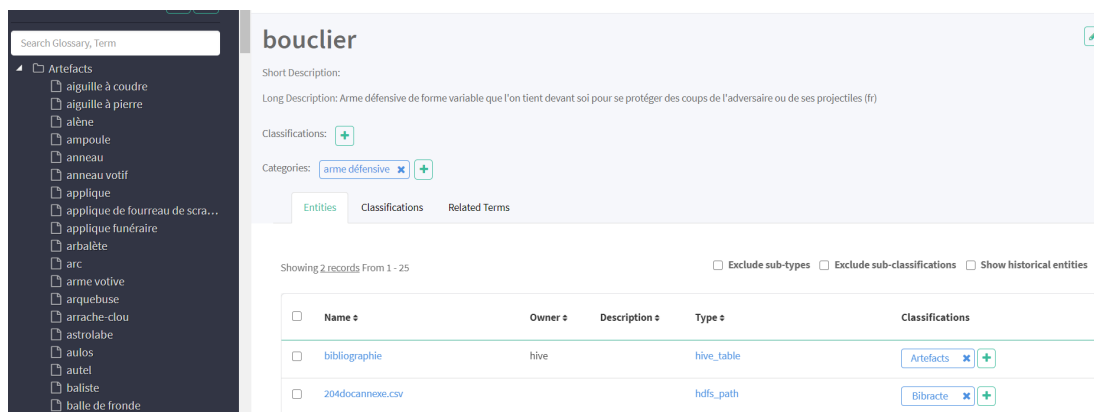 Search Glossary, Term
Artefacts
aiguille à coudre
aiguille à pierre
alène
ampoule
anneau
anneau votif
applique
applique de fourreau de scra...
applique funéraire
arbalète
arc
arme votive
arquebuse
arrache-clou
astrolabe
aulos
autel
baliste
balle de fronde
bouclier
Short Description:
Long Description: Arme défensive de forme variable que l'on tient devant soi pour se protéger des coups de l'adversaire ou de ses projectiles (fr)
Classifications:
Categories: arme défensive
Entities Classifications Related Terms
Showing 2 records From 1 - 25 Exclude sub-types Exclude sub-classifications Show historical entities
Name Owner Description Type Classifications
bibliographie hive hive_table Artefacts
204docannexe.csv hdfs_path Bibracte